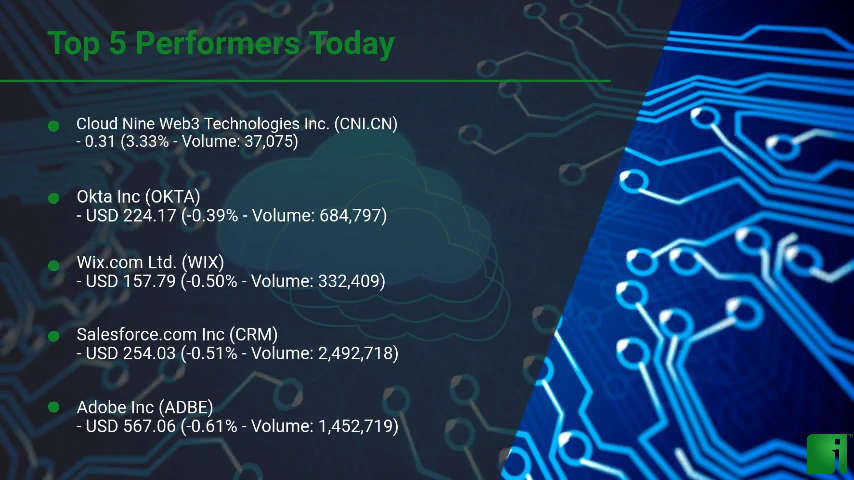 Top 5 Performers Today
Cloud Nine Web3 Technologies Inc. (CNI.CN)
- 0.31 (3.33% - Volume: 37,075)
Okta Inc (OKTA)
- USD 224.17 (-0.39% - Volume: 684,797)
Wix.com Ltd. (WIX)
- USD 157.79 (-0.50% - Volume: 332,409)
Salesforce.com Inc (CRM)
- USD 254.03 (-0.51% - Volume: 2,492,718)
Adobe Inc (ADBE)
- USD 567.06 (-0.61% - Volume: 1,452,719)
i